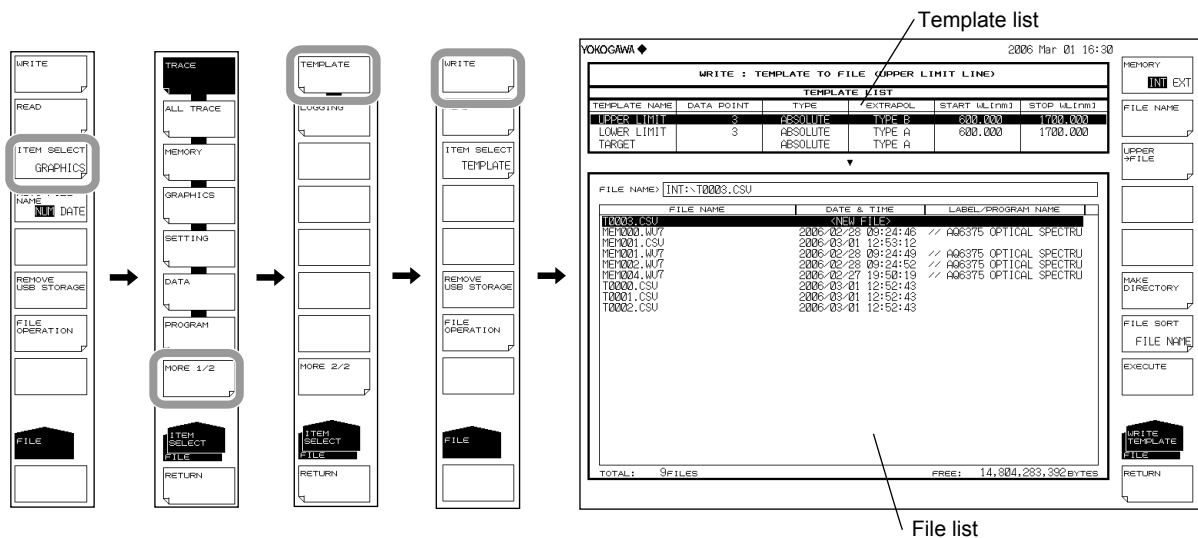 Template list
WRITE
READ
ITEM SELECT
GRAPHICS
NAME
NUM DATE
REMOVE
USB STORAGE
FILE
OPERATION
FILE
TRACE
ALL TRACE
MEMORY
GRAPHICS
SETTING
DATA
PROGRAM
MORE 1/2
ITEM
SELECT
FILE
RETURN
TEMPLATE
LOGGING
MORE 2/2
ITEM
SELECT
FILE
RETURN
WRITE
ITEM SELECT
TEMPLATE
REMOVE
USB STORAGE
FILE
OPERATION
FILE
YOKOGAWA 2006 Mar 01 16:30
WRITE : TEMPLATE TO FILE (UPPER LIMIT LINE)
TEMPLATE LIST
TEMPLATE NAME DATA POINT TYPE EXTRAPOL START WL[nm] STOP WL[nm]
UPPER LIMIT 3 ABSOLUTE TYPE B 600.000 1700.000
LOWER LIMIT 3 ABSOLUTE TYPE A 600.000 1700.000
TARGET ABSOLUTE TYPE A
FILE NAME> INT:\T0003.CSV
FILE NAME DATE & TIME LABEL/PROGRAM NAME
T0003.CSV <NEW FILE>
MEM000.WV7 2006/02/28 09:24:46 // AQ6375 OPTICAL SPECTRU
MEM001.CSV 2006/03/01 12:53:12
MEM001.WV7 2006/02/28 09:24:49 // AQ6375 OPTICAL SPECTRU
MEM002.WV7 2006/02/28 09:24:52 // AQ6375 OPTICAL SPECTRU
MEM004.WV7 2006/02/27 19:50:19 // AQ6375 OPTICAL SPECTRU
T0000.CSV 2006/03/01 12:52:43
T0001.CSV 2006/03/01 12:52:43
T0002.CSV 2006/03/01 12:52:43
TOTAL: 9FILES FREE: 14,804,283,392BYTES
MEMORY
INT EXT
FILE NAME
UPPER
→FILE
MAKE
DIRECTORY
FILE SORT
FILE NAME
EXECUTE
WRITE
TEMPLATE
FILE
RETURN
File list